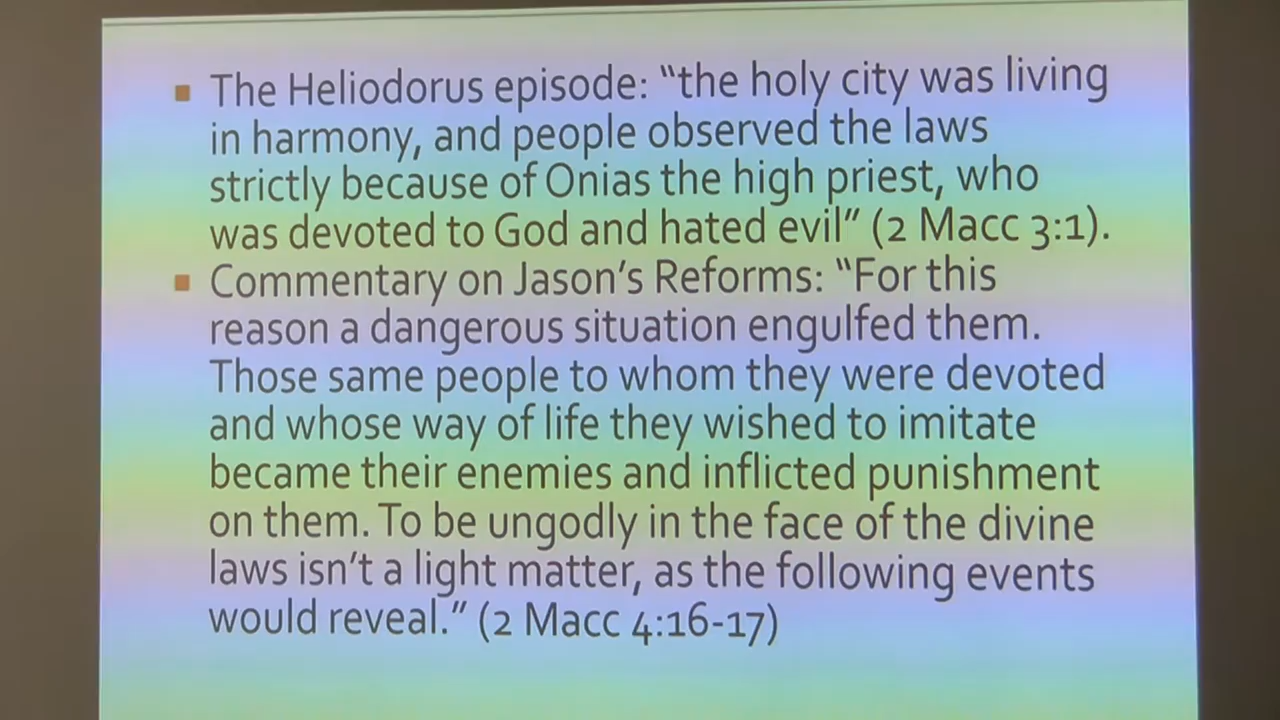 ▪ The Heliodorus episode: “the holy city was living
in harmony, and people observed the laws
strictly because of Onias the high priest, who
was devoted to God and hated evil” (2 Macc 3:1).
▪ Commentary on Jason’s Reforms: “For this
reason a dangerous situation engulfed them.
Those same people to whom they were devoted
and whose way of life they wished to imitate
became their enemies and inflicted punishment
on them. To be ungodly in the face of the divine
laws isn’t a light matter, as the following events
would reveal.” (2 Macc 4:16-17)